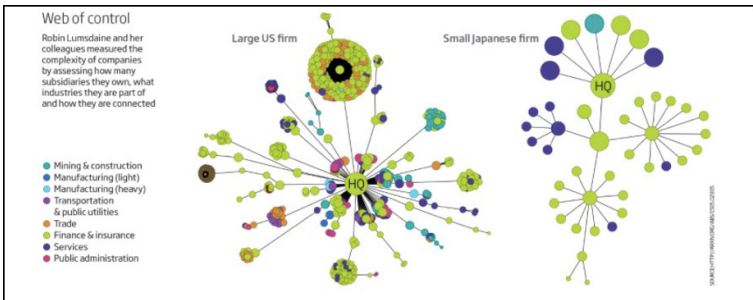 Web of control
Robin Lumsdaine and her
colleagues measured the
complexity of companies
by assessing how many
subsidiaries they own, what
industries they are part of
and how they are connected
Large US firm
Small Japanese firm
HQ
HQ
Mining & construction
Manufacturing (light)
Manufacturing (heavy)
Transportation
& public utilities
Trade
Finance & insurance
Services
Public administration